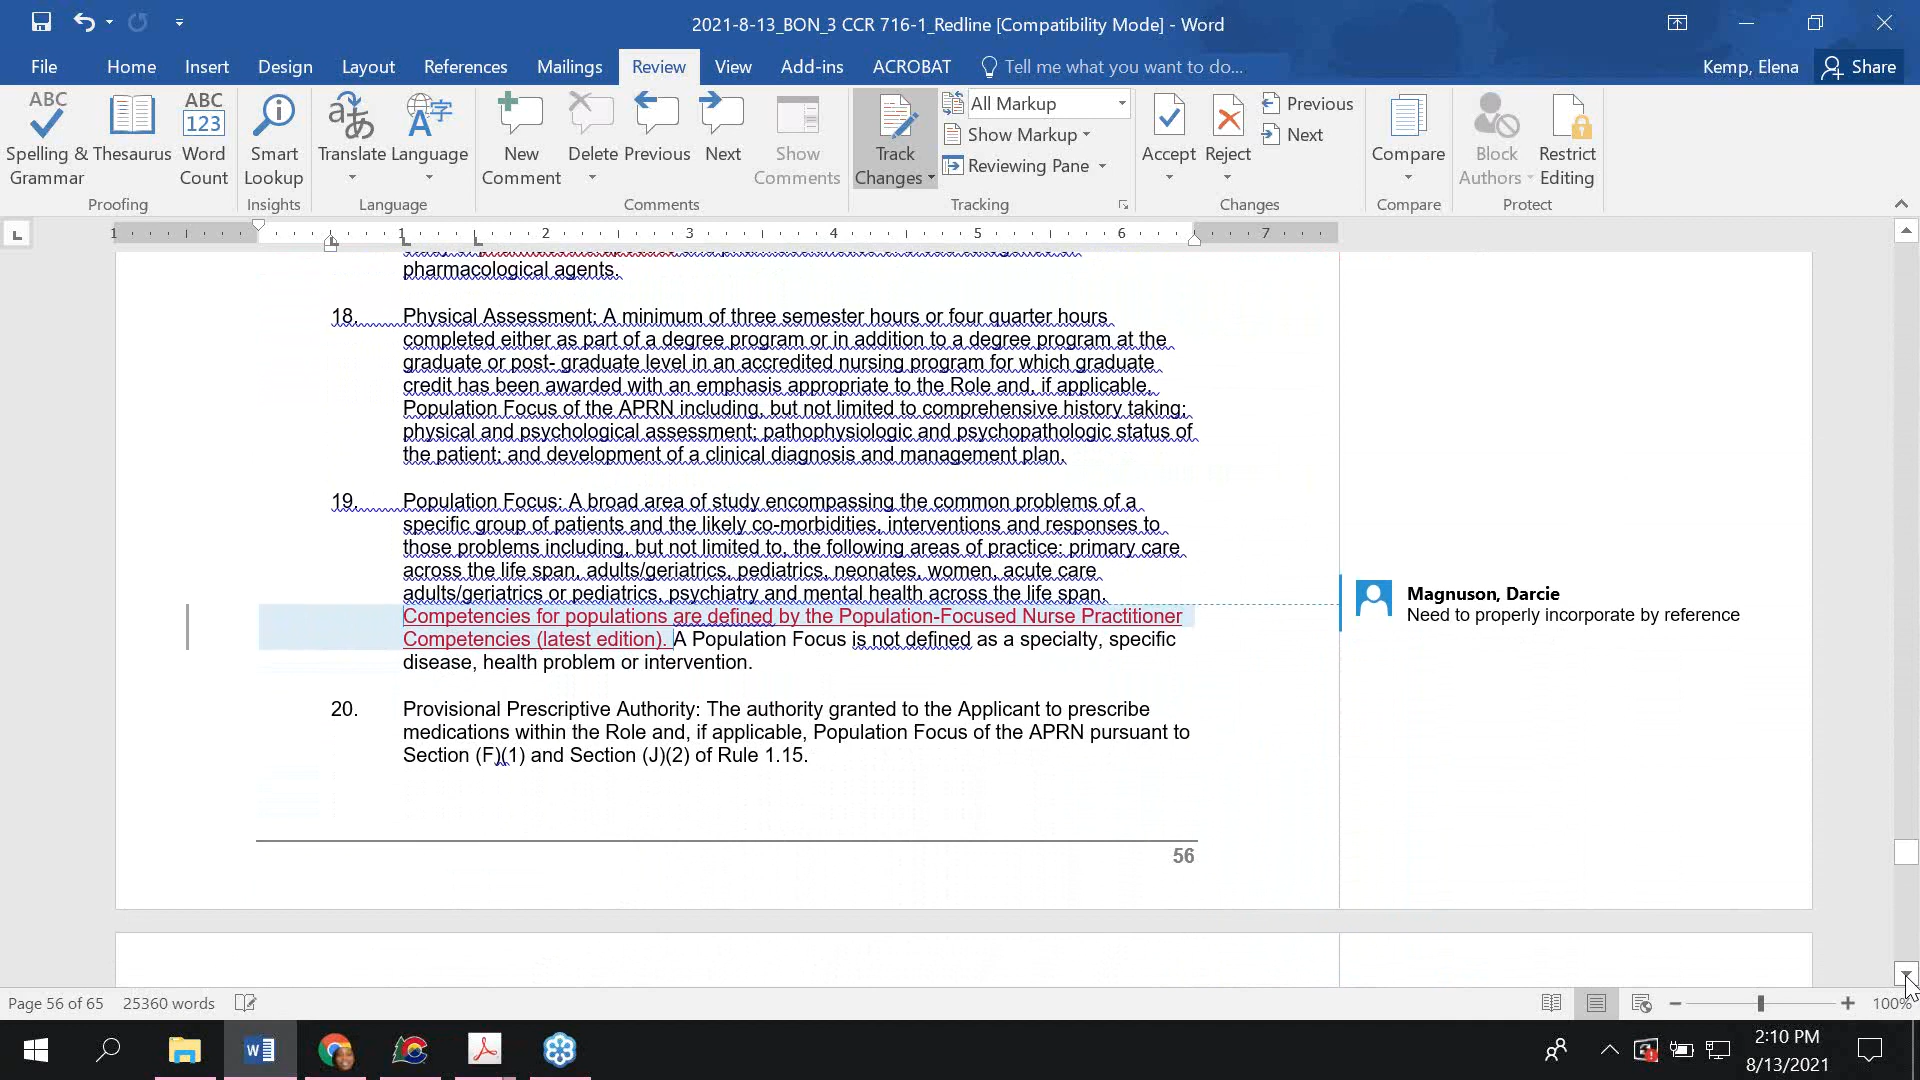 2021-8-13_BON_3 CCR 716-1_Redline [Compatibility Mode] - Word
File Home Insert Design Layout References Mailings Review View Add-ins ACROBAT Tell me what you want to do... Kemp, Elena Share
ABC
Spelling & Grammar
Thesaurus
ABC 123
Word Count
Proofing
Smart Lookup
Insights
Translate
Language
Language
New Comment
Delete
Previous
Next
Show Comments
Comments
Track Changes
All Markup
Show Markup
Reviewing Pane
Tracking
Accept
Reject
Previous
Next
Changes
Compare
Compare
Block Authors
Restrict Editing
Protect
1 1 2 3 4 5 6 7
pharmacological agents.
18. Physical Assessment: A minimum of three semester hours or four quarter hours
completed either as part of a degree program or in addition to a degree program at the
graduate or post- graduate level in an accredited nursing program for which graduate
credit has been awarded with an emphasis appropriate to the Role and, if applicable,
Population Focus of the APRN including, but not limited to comprehensive history taking;
physical and psychological assessment; pathophysiologic and psychopathologic status of
the patient; and development of a clinical diagnosis and management plan.
19. Population Focus: A broad area of study encompassing the common problems of a
specific group of patients and the likely co-morbidities, interventions and responses to
those problems including, but not limited to, the following areas of practice: primary care
across the life span, adults/geriatrics, pediatrics, neonates, women, acute care
adults/geriatrics or pediatrics, psychiatry and mental health across the life span.
Competencies for populations are defined by the Population-Focused Nurse Practitioner
Competencies (latest edition). A Population Focus is not defined as a specialty, specific
disease, health problem or intervention.
Magnuson, Darcie
Need to properly incorporate by reference
20. Provisional Prescriptive Authority: The authority granted to the Applicant to prescribe
medications within the Role and, if applicable, Population Focus of the APRN pursuant to
Section (F)(1) and Section (J)(2) of Rule 1.15.
56
Page 56 of 65 25360 words 100%
2:10 PM
8/13/2021